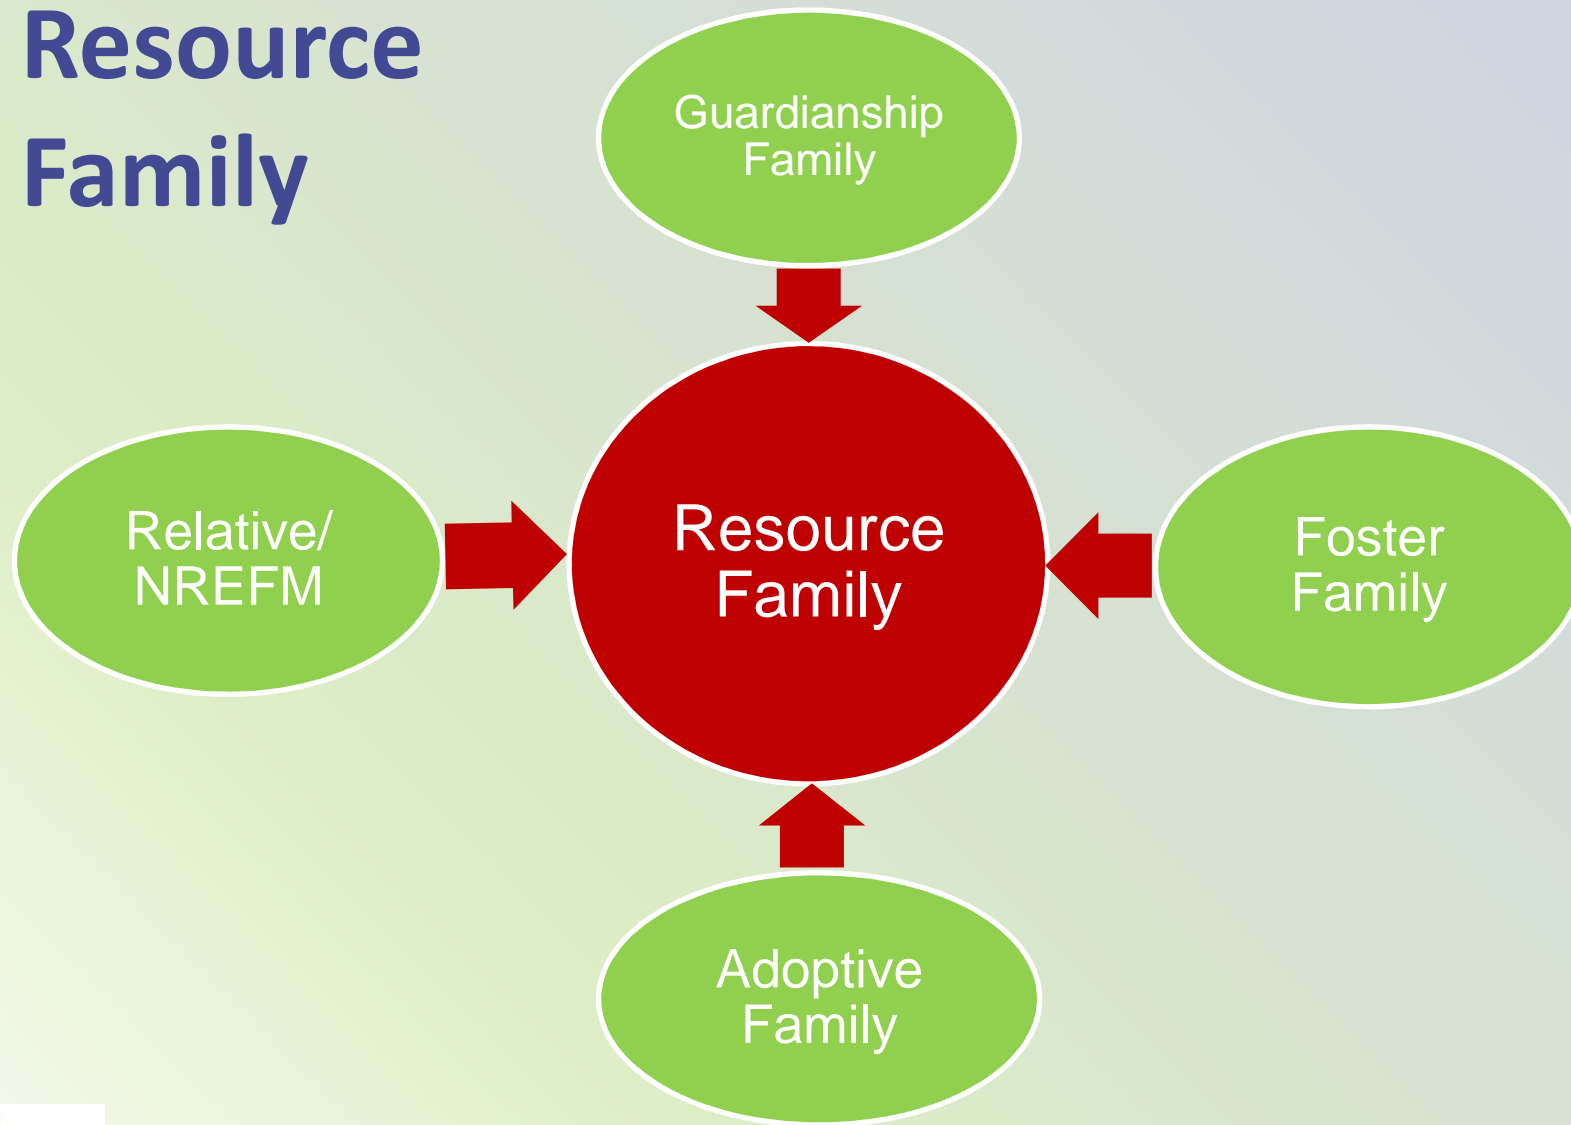 Resource
Family
Guardianship
Family
Relative/
NREFM
Resource
Family
Foster
Family
Adoptive
Family